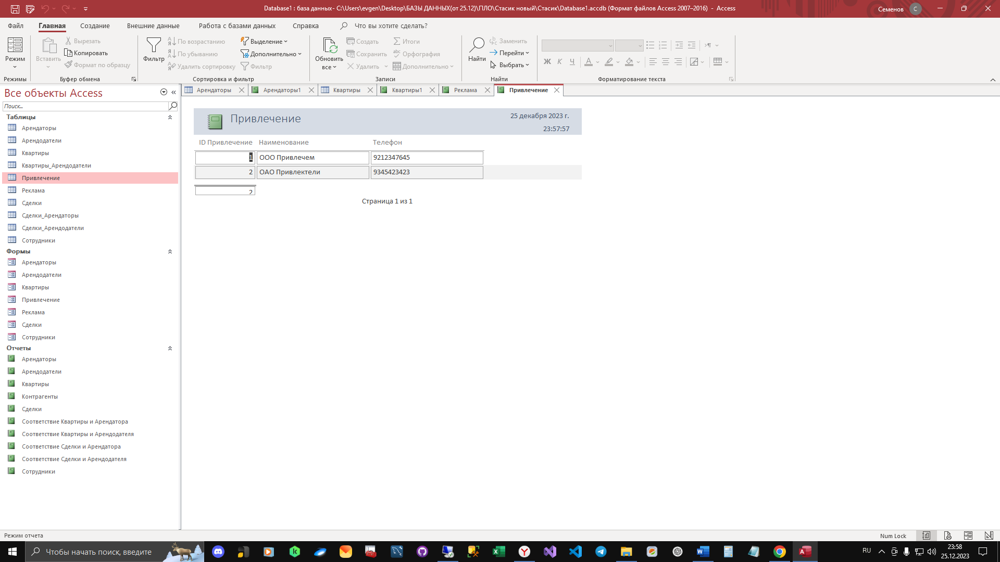 Database1 : база данных- C:\Users\evgen\Desktop\БАЗЫ ДАННЫХ(от 25.12)\ПЛО\Стасик новый\Стасик\Database1.accdb (Формат файлов Access 2007–2016) - Access
Семенов
С
Файл
Главная
Создание
Внешние данные
Работа с базами данных
Справка
Что вы хотите сделать?
Режим
Режимы
Вставить
Вырезать
Копировать
Формат по образцу
Буфер обмена
Фильтр
По возрастанию
По убыванию
Удалить сортировку
Выделение
Дополнительно
Фильтр
Сортировка и фильтр
Обновить
все
Создать
Сохранить
Удалить
Итоги
Орфография
Дополнительно
Записи
Найти
Заменить
Перейти
Выбрать
Найти
Ж К Ч
Форматирование текста
Все объекты Access
Поиск...
Таблицы
Арендаторы
Арендодатели
Квартиры
Квартиры_Арендодатели
Привлечение
Реклама
Сделки
Сделки_Арендаторы
Сделки_Арендодатели
Сотрудники
Формы
Арендаторы
Арендодатели
Квартиры
Привлечение
Реклама
Сделки
Сотрудники
Отчеты
Арендаторы
Арендодатели
Квартиры
Контрагенты
Сделки
Соответствие Квартиры и Арендатора
Соответствие Квартиры и Арендодателя
Соответствие Сделки и Арендатора
Соответствие Сделки и Арендодателя
Сотрудники
Арендаторы
Арендаторы1
Квартиры
Квартиры1
Реклама
Привлечение
Привлечение
25 декабря 2023 г.
23:57:57
ID Привлечение Наименование Телефон
1 ООО Привлечем 9212347645
2 ОАО Привлектели 9345423423
2
Страница 1 из 1
Режим отчета
Num Lock
Чтобы начать поиск, введите
RU
23:58
25.12.2023